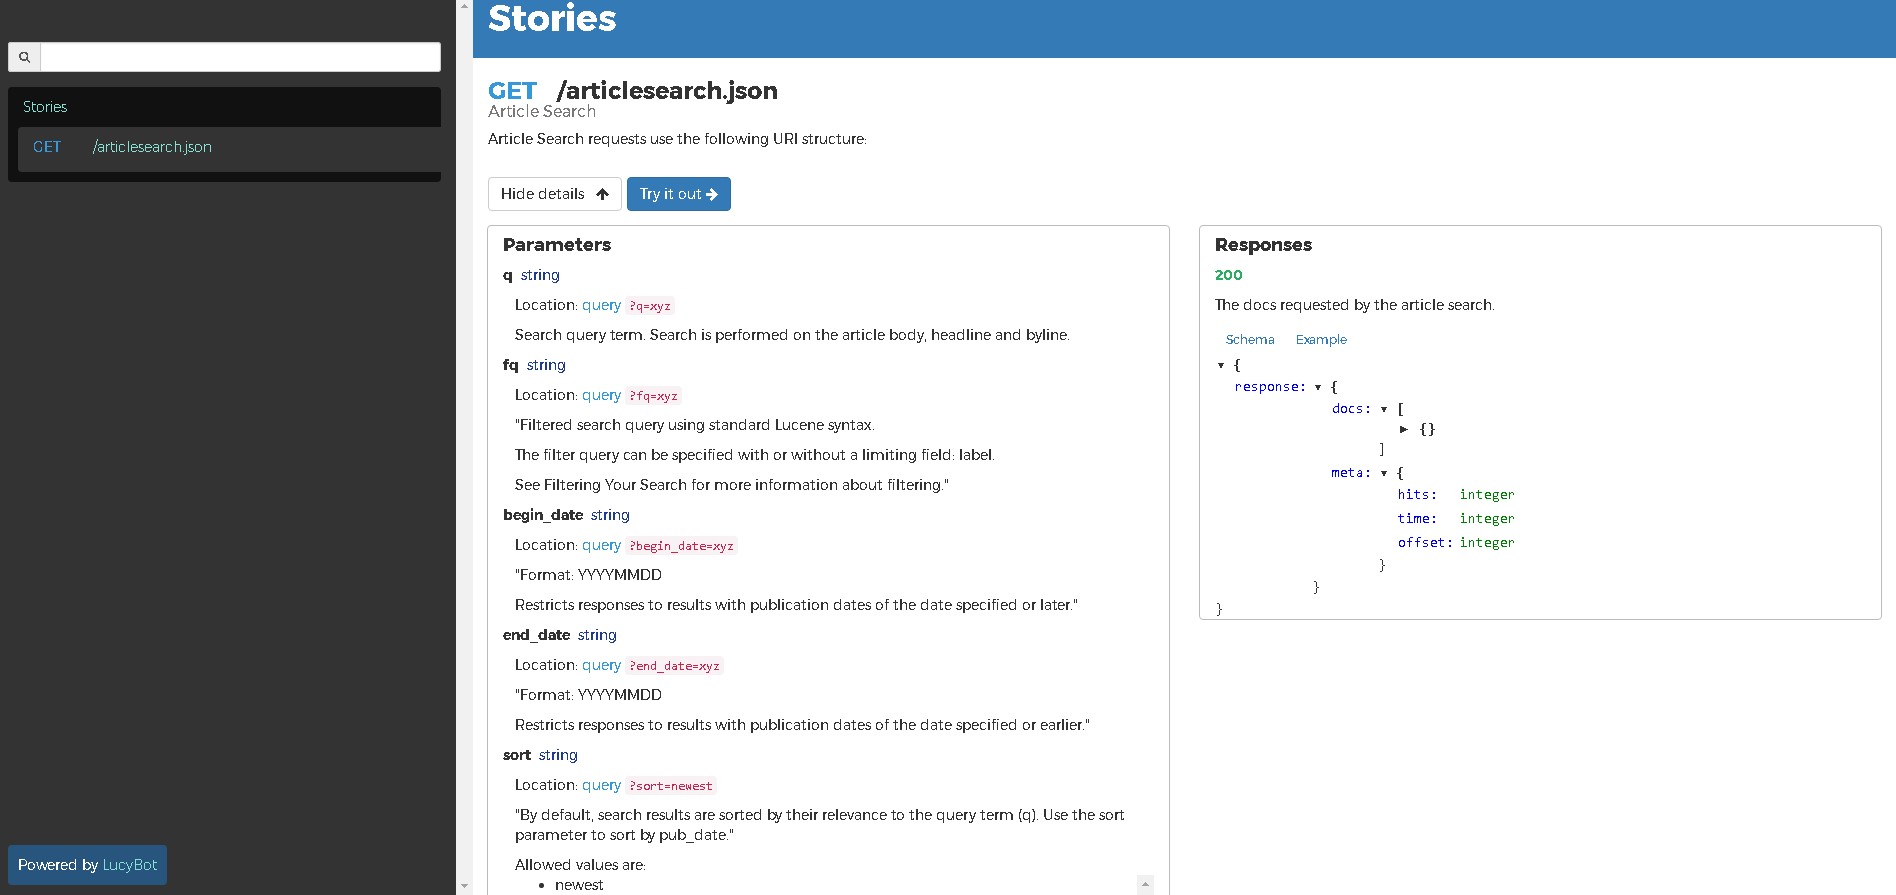 Stories
GET /articlesearch.json
Powered by LucyBot
Stories
GET /articlesearch.json
Article Search
Article Search requests use the following URI structure:
Hide details
Try it out
Parameters
q string
Location: query ?q=xyz
Search query term. Search is performed on the article body, headline and byline.
fq string
Location: query ?fq=xyz
"Filtered search query using standard Lucene syntax.
The filter query can be specified with or without a limiting field: label.
See Filtering Your Search for more information about filtering."
begin_date string
Location: query ?begin_date=xyz
"Format: YYYYMMDD
Restricts responses to results with publication dates of the date specified or later."
end_date string
Location: query ?end_date=xyz
"Format: YYYYMMDD
Restricts responses to results with publication dates of the date specified or earlier."
sort string
Location: query ?sort=newest
"By default, search results are sorted by their relevance to the query term (q). Use the sort
parameter to sort by pub_date."
Allowed values are:
• newest
Responses
200
The docs requested by the article search.
Schema Example
▼ {
response: ▼ {
docs: ▼ [
▶ {}
]
meta: ▼ {
hits: integer
time: integer
offset: integer
}
}
}